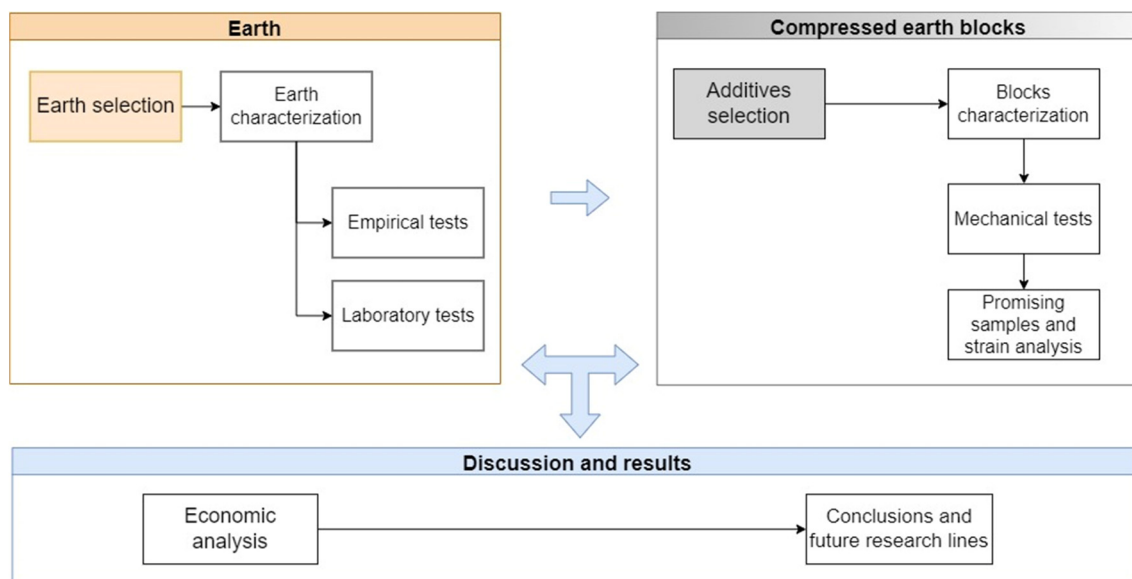 Earth
Earth selection
Earth
characterization
Empirical tests
Laboratory tests
Compressed earth blocks
Additives
selection
Blocks
characterization
Mechanical tests
Promising
samples and
strain analysis
Discussion and results
Economic
analysis
Conclusions and
future research lines